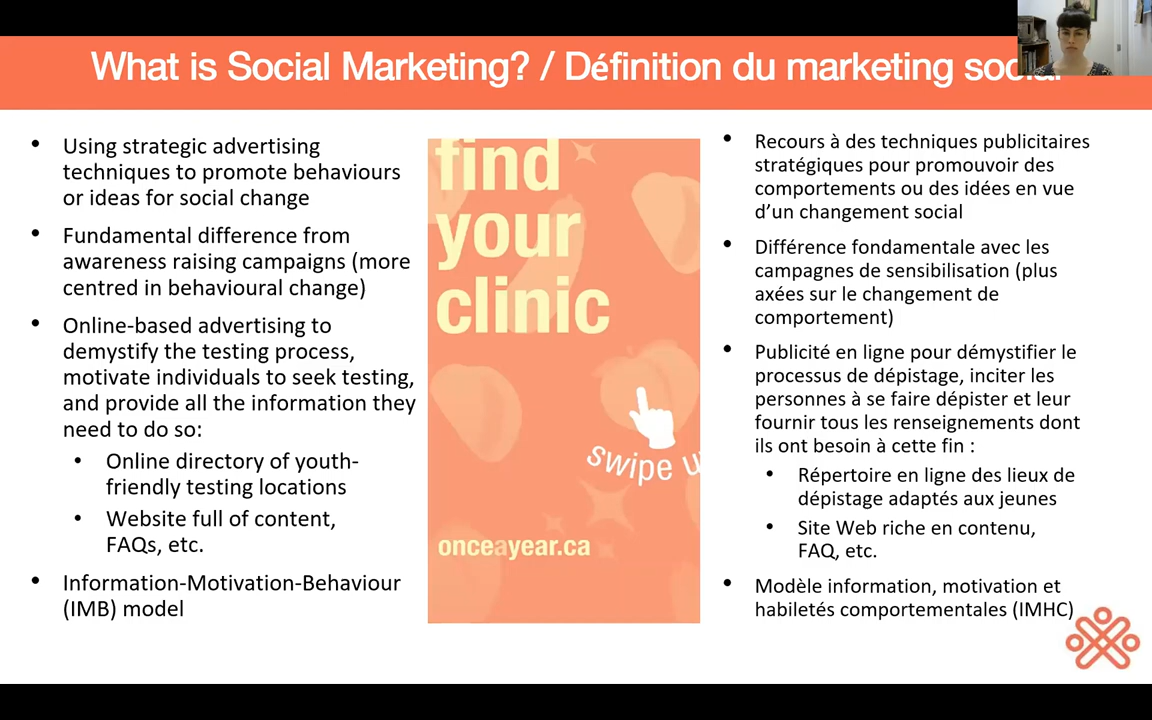 What is Social Marketing? / Définition du marketing social
• Using strategic advertising
techniques to promote behaviours
or ideas for social change
• Fundamental difference from
awareness raising campaigns (more
centred in behavioural change)
• Online-based advertising to
demystify the testing process,
motivate individuals to seek testing,
and provide all the information they
need to do so:
• Online directory of youth-
friendly testing locations
• Website full of content,
FAQs, etc.
• Information-Motivation-Behaviour
(IMB) model
find
your
clinic
swipe u
onceayear.ca
• Recours à des techniques publicitaires
stratégiques pour promouvoir des
comportements ou des idées en vue
d’un changement social
• Différence fondamentale avec les
campagnes de sensibilisation (plus
axées sur le changement de
comportement)
• Publicité en ligne pour démystifier le
processus de dépistage, inciter les
personnes à se faire dépister et leur
fournir tous les renseignements dont
ils ont besoin à cette fin :
• Répertoire en ligne des lieux de
dépistage adaptés aux jeunes
• Site Web riche en contenu,
FAQ, etc.
• Modèle information, motivation et
habiletés comportementales (IMHC)